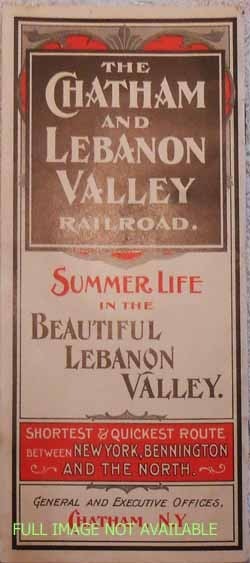 THE
CHATHAM
AND
LEBANON
VALLEY
RAILROAD.
SUMMER LIFE
IN THE
BEAUTIFUL
LEBANON
VALLEY.
SHORTEST & QUICKEST ROUTE
BETWEEN NEW YORK, BENNINGTON
AND THE NORTH.
GENERAL AND EXECUTIVE OFFICES,
CHATHAM, N.Y.
FULL IMAGE NOT AVAILABLE